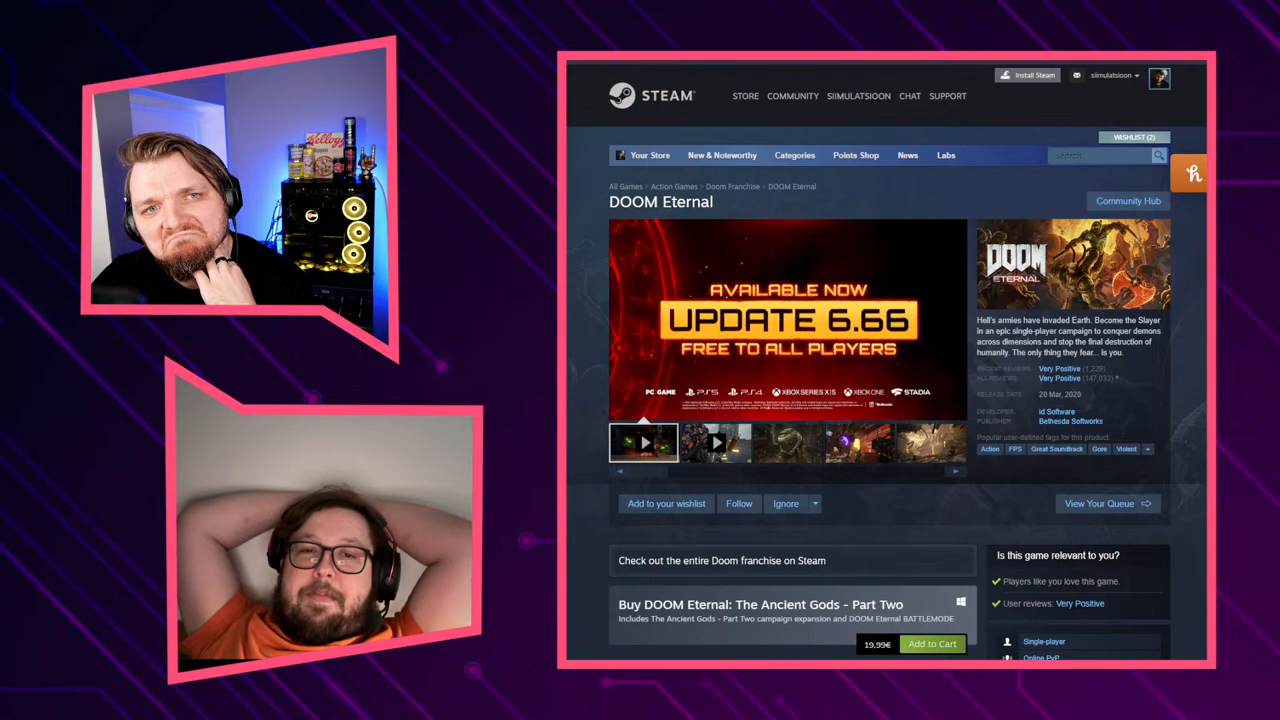 Kellogg's
Install Steam
siimulatsioon
STEAM
STORE COMMUNITY SIIMULATSIOON CHAT SUPPORT
WISHLIST (2)
Your Store New & Noteworthy Categories Points Shop News Labs search
All Games > Action Games > Doom Franchise > DOOM Eternal
DOOM Eternal
Community Hub
AVAILABLE NOW
UPDATE 6.66
FREE TO ALL PLAYERS
PC GAME PS5 PS4 XBOX SERIES X|S XBOX ONE STADIA
DOOM
ETERNAL
Hell's armies have invaded Earth. Become the Slayer
in an epic single-player campaign to conquer demons
across dimensions and stop the final destruction of
humanity. The only thing they fear... is you.
RECENT REVIEWS: Very Positive (1,229)
ALL REVIEWS: Very Positive (147,033) *
RELEASE DATE: 20 Mar, 2020
DEVELOPER: id Software
PUBLISHER: Bethesda Softworks
Popular user-defined tags for this product:
Action FPS Great Soundtrack Gore Violent +
Add to your wishlist Follow Ignore
View Your Queue
Check out the entire Doom franchise on Steam
Buy DOOM Eternal: The Ancient Gods - Part Two
Includes The Ancient Gods - Part Two campaign expansion and DOOM Eternal BATTLEMODE
19,99€ Add to Cart
Is this game relevant to you?
Players like you love this game.
User reviews: Very Positive
Single-player
Online PvP